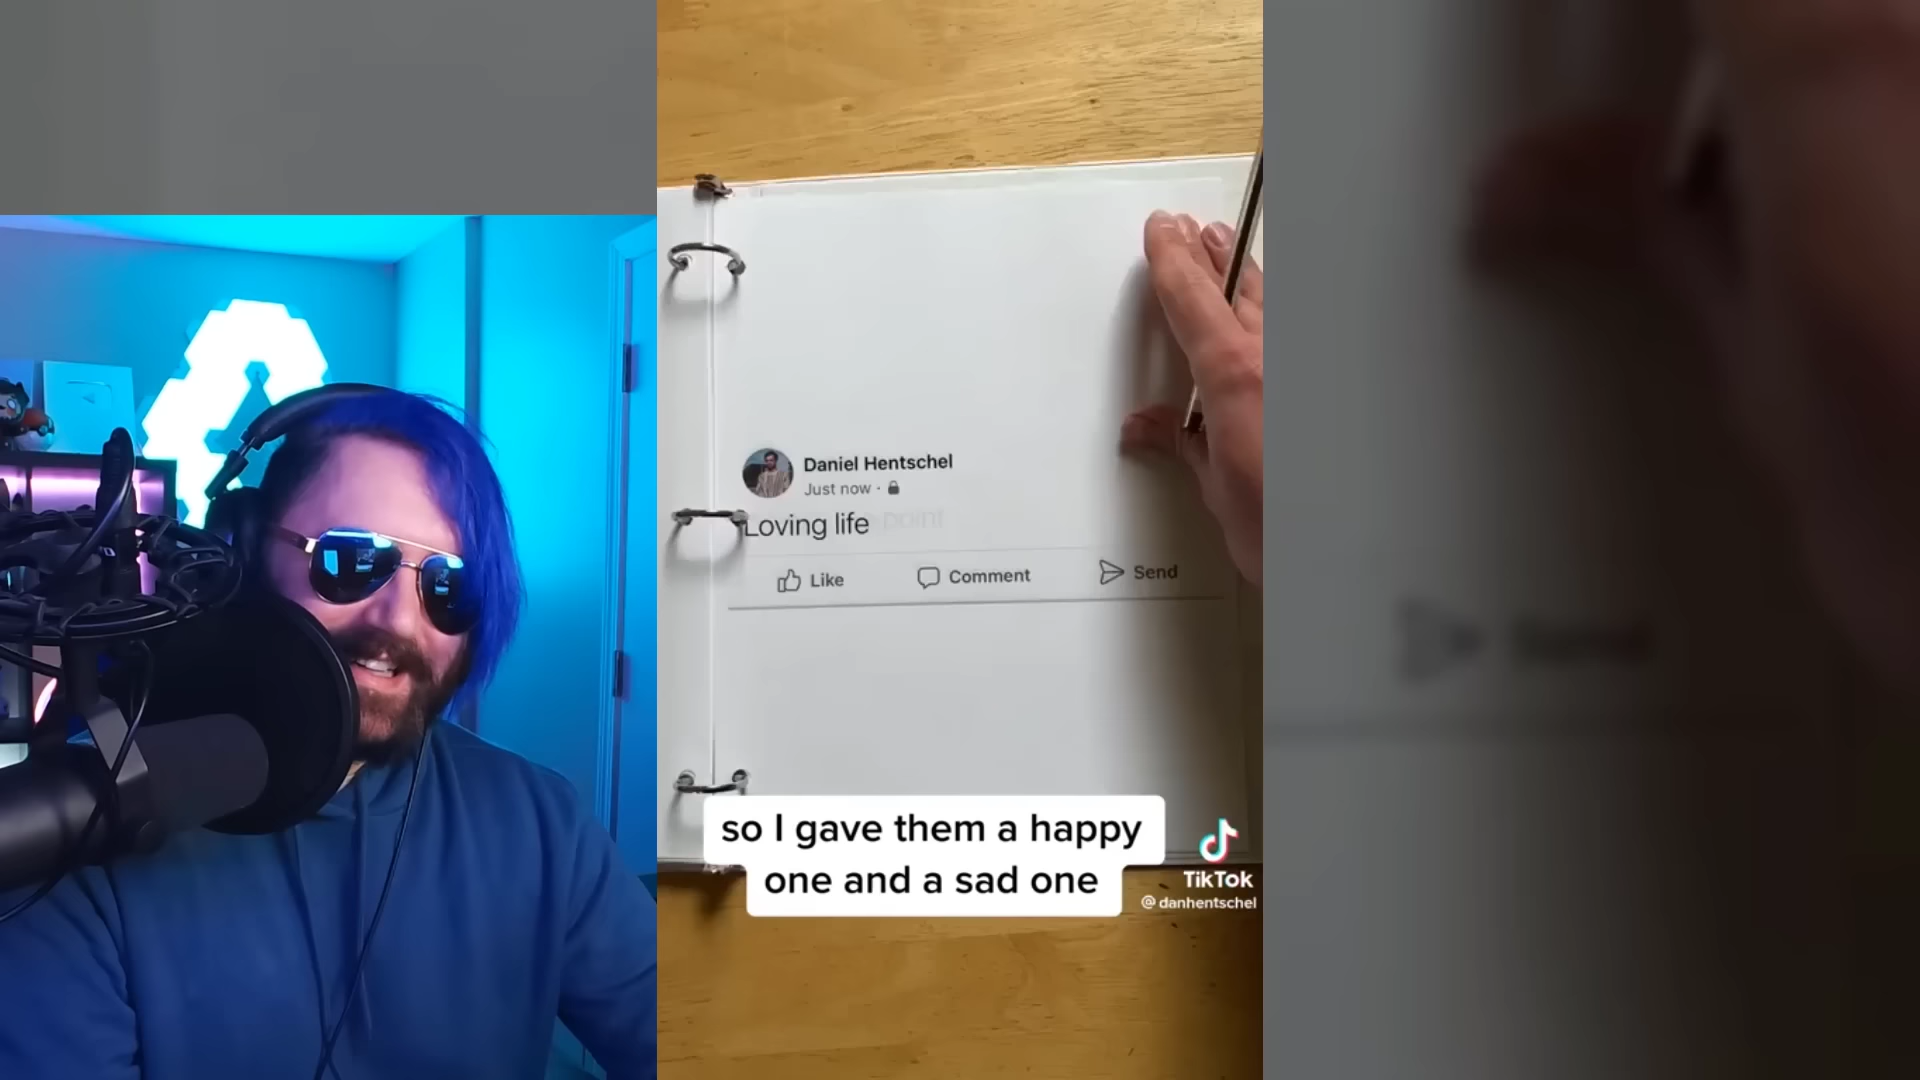 Daniel Hentschel
Just now ·
Loving life
Like
Comment
Send
so I gave them a happy
one and a sad one
TikTok
@danhentschel